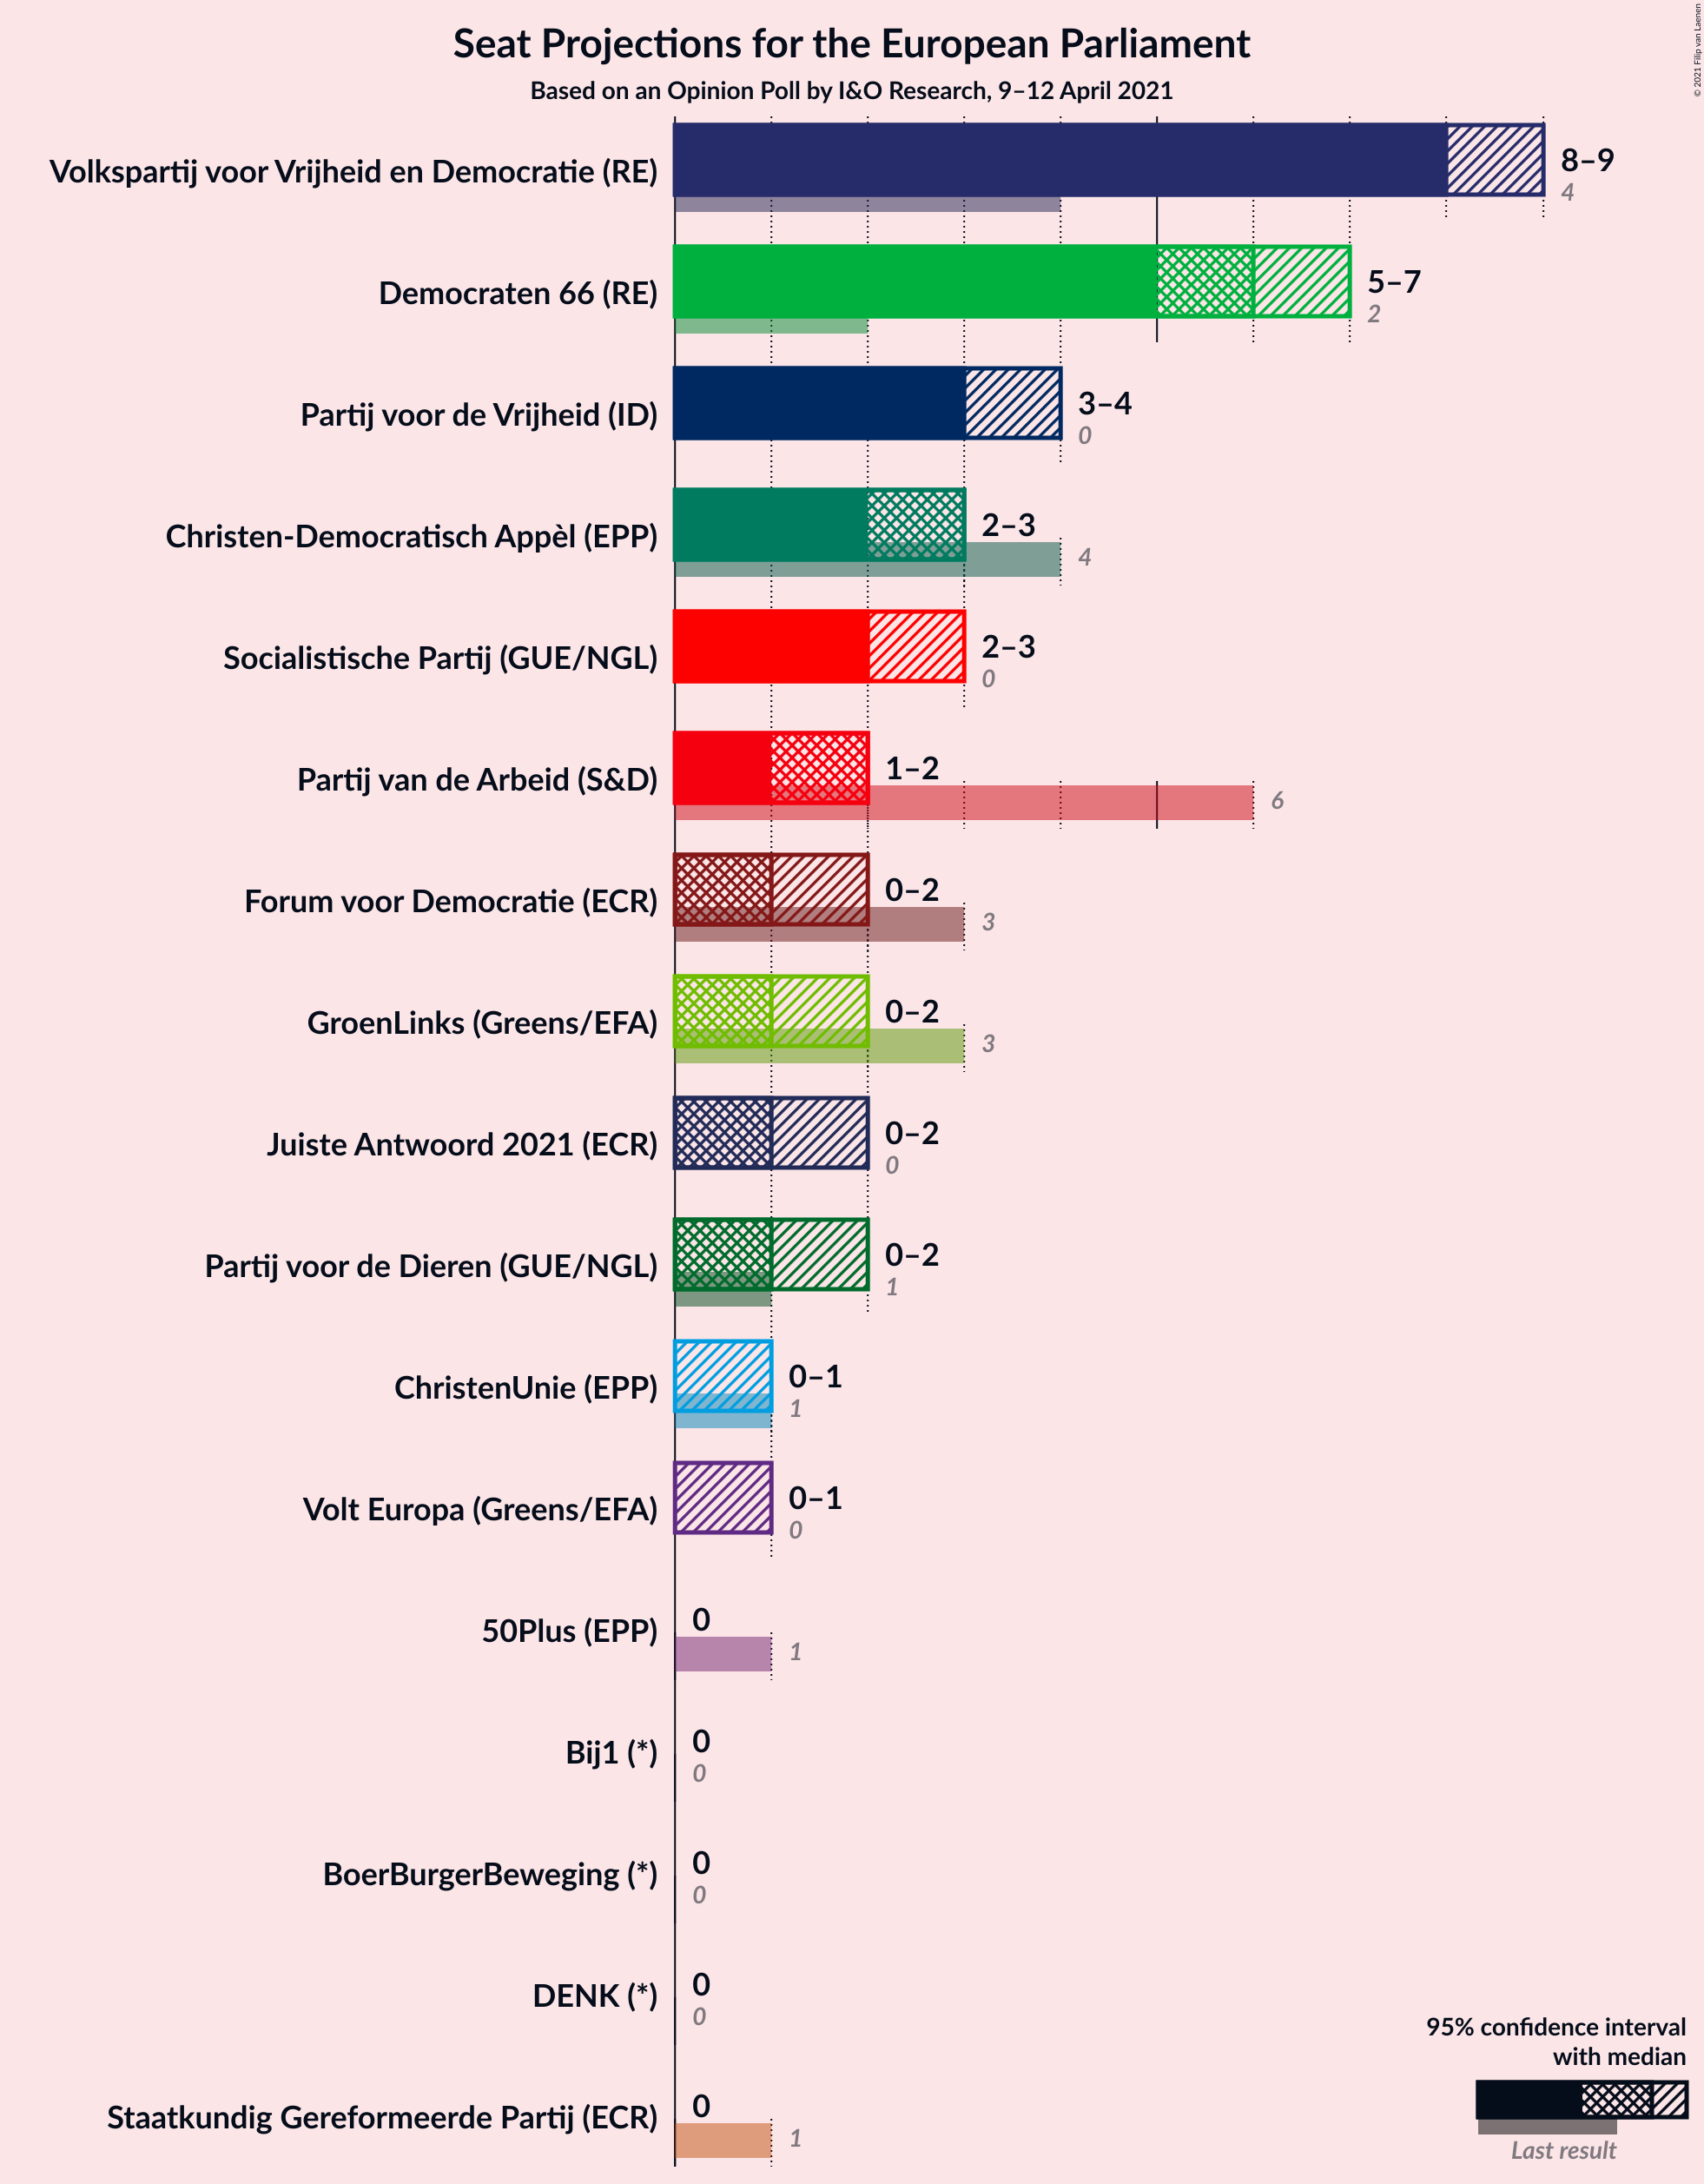 Seat Projections for the European Parliament
Based on an Opinion Poll by I&O Research, 9–12 April 2021
© 2021 Filip van Laenen
Volkspartij voor Vrijheid en Democratie (RE)
8–9
4
Democraten 66 (RE)
5–7
2
Partij voor de Vrijheid (ID)
3–4
0
Christen-Democratisch Appèl (EPP)
2–3
4
Socialistische Partij (GUE/NGL)
2–3
0
Partij van de Arbeid (S&D)
1–2
6
Forum voor Democratie (ECR)
0–2
3
GroenLinks (Greens/EFA)
0–2
3
Juiste Antwoord 2021 (ECR)
0–2
0
Partij voor de Dieren (GUE/NGL)
0–2
1
ChristenUnie (EPP)
0–1
1
Volt Europa (Greens/EFA)
0–1
0
50Plus (EPP)
0
1
Bij1 (*)
0
0
BoerBurgerBeweging (*)
0
0
DENK (*)
0
0
Staatkundig Gereformeerde Partij (ECR)
0
1
95% confidence interval
with median
Last result